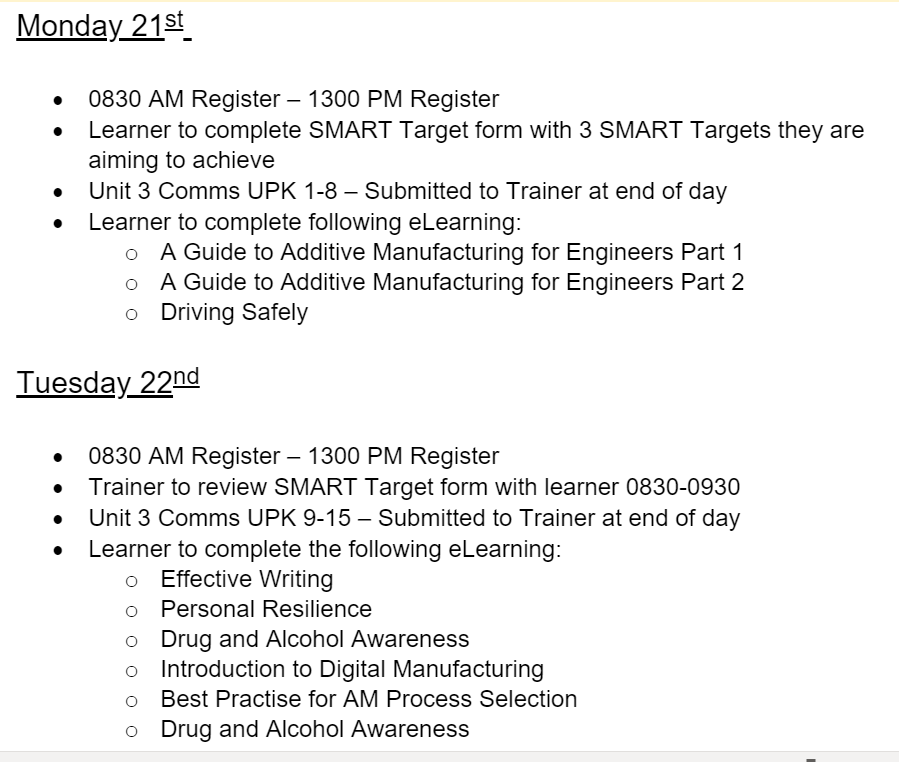 Monday 21st
• 0830 AM Register – 1300 PM Register
• Learner to complete SMART Target form with 3 SMART Targets they are
aiming to achieve
• Unit 3 Comms UPK 1-8 – Submitted to Trainer at end of day
• Learner to complete following eLearning:
o A Guide to Additive Manufacturing for Engineers Part 1
o A Guide to Additive Manufacturing for Engineers Part 2
o Driving Safely
Tuesday 22nd
• 0830 AM Register – 1300 PM Register
• Trainer to review SMART Target form with learner 0830-0930
• Unit 3 Comms UPK 9-15 – Submitted to Trainer at end of day
• Learner to complete the following eLearning:
o Effective Writing
o Personal Resilience
o Drug and Alcohol Awareness
o Introduction to Digital Manufacturing
o Best Practise for AM Process Selection
o Drug and Alcohol Awareness